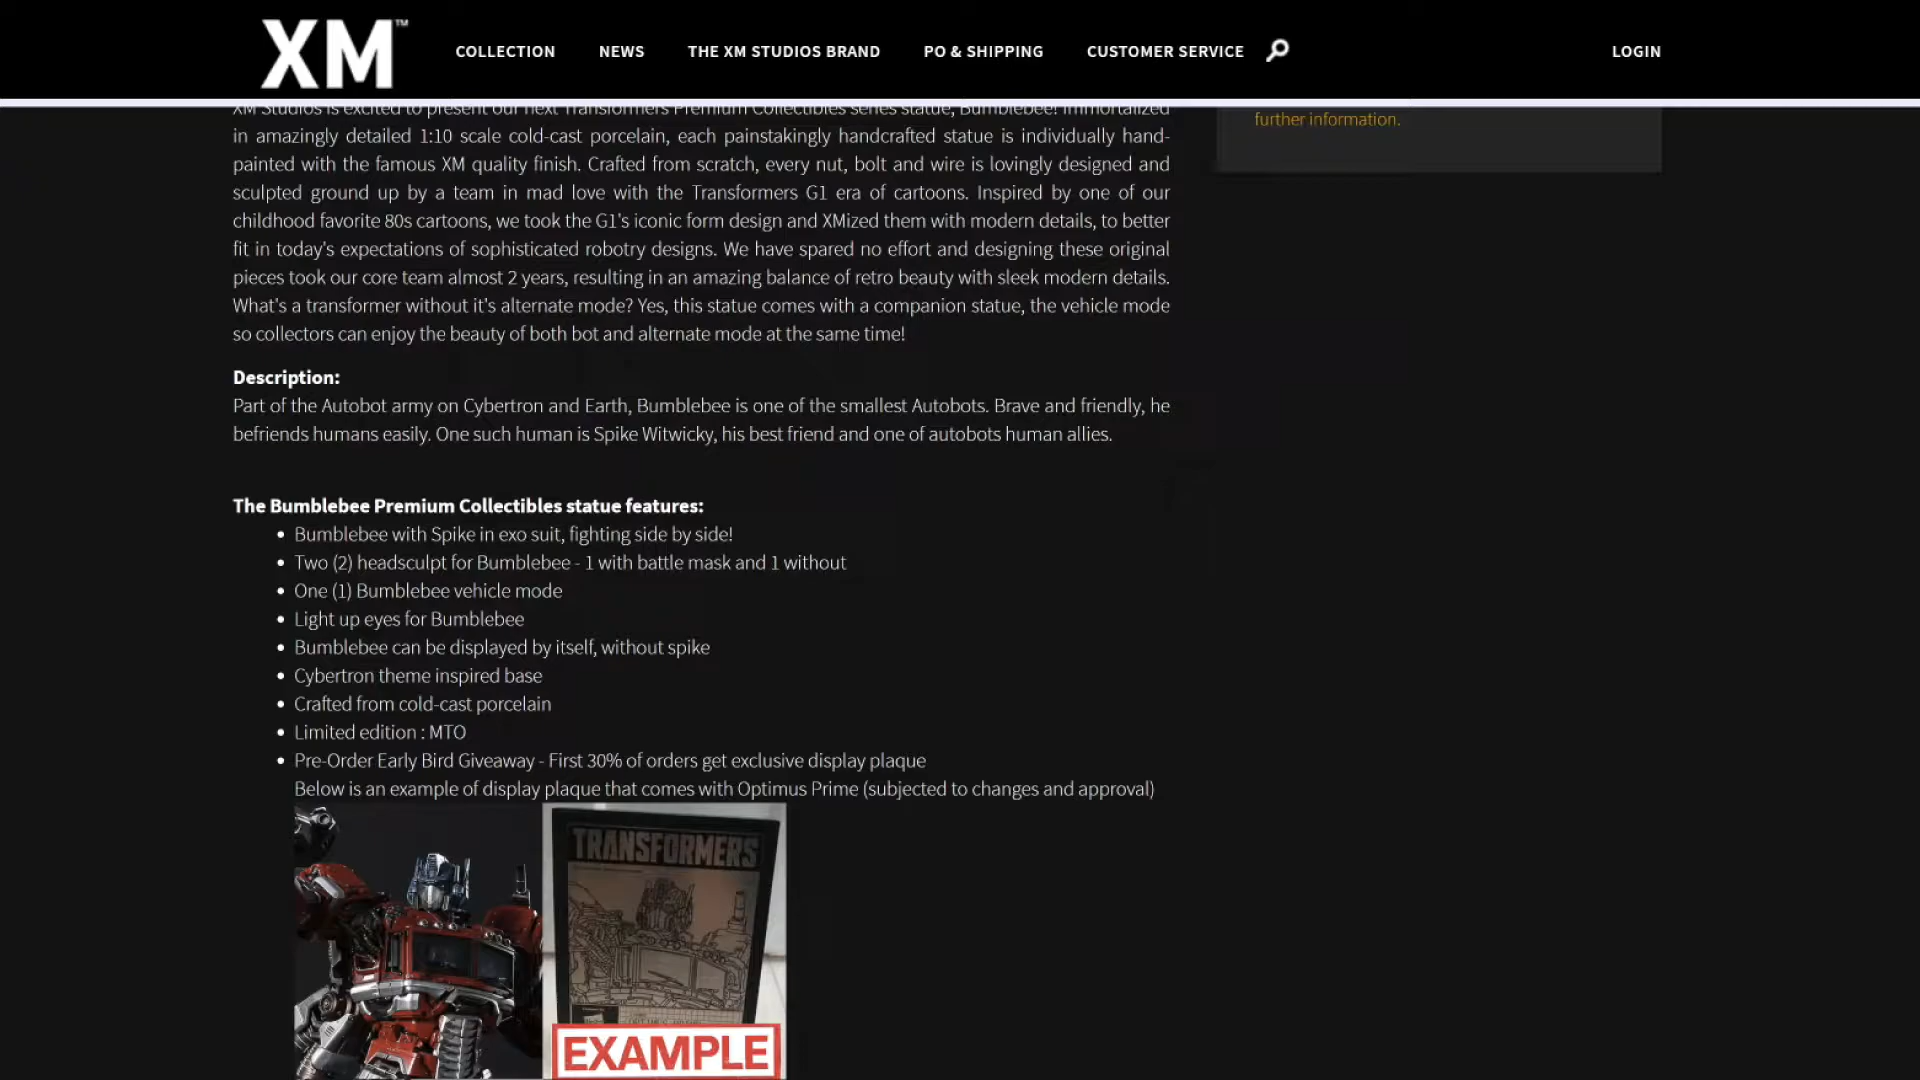 XM™
COLLECTION NEWS THE XM STUDIOS BRAND PO & SHIPPING CUSTOMER SERVICE LOGIN
XM Studios is excited to present our next Transformers Premium Collectibles series statue, Bumblebee! Immortalized
in amazingly detailed 1:10 scale cold-cast porcelain, each painstakingly handcrafted statue is individually hand-
painted with the famous XM quality finish. Crafted from scratch, every nut, bolt and wire is lovingly designed and
sculpted ground up by a team in mad love with the Transformers G1 era of cartoons. Inspired by one of our
childhood favorite 80s cartoons, we took the G1's iconic form design and XMized them with modern details, to better
fit in today's expectations of sophisticated robotry designs. We have spared no effort and designing these original
pieces took our core team almost 2 years, resulting in an amazing balance of retro beauty with sleek modern details.
What's a transformer without it's alternate mode? Yes, this statue comes with a companion statue, the vehicle mode
so collectors can enjoy the beauty of both bot and alternate mode at the same time!
further information.
Description:
Part of the Autobot army on Cybertron and Earth, Bumblebee is one of the smallest Autobots. Brave and friendly, he
befriends humans easily. One such human is Spike Witwicky, his best friend and one of autobots human allies.
The Bumblebee Premium Collectibles statue features:
• Bumblebee with Spike in exo suit, fighting side by side!
• Two (2) headsculpt for Bumblebee - 1 with battle mask and 1 without
• One (1) Bumblebee vehicle mode
• Light up eyes for Bumblebee
• Bumblebee can be displayed by itself, without spike
• Cybertron theme inspired base
• Crafted from cold-cast porcelain
• Limited edition : MTO
• Pre-Order Early Bird Giveaway - First 30% of orders get exclusive display plaque
Below is an example of display plaque that comes with Optimus Prime (subjected to changes and approval)
TRANSFORMERS
EXAMPLE